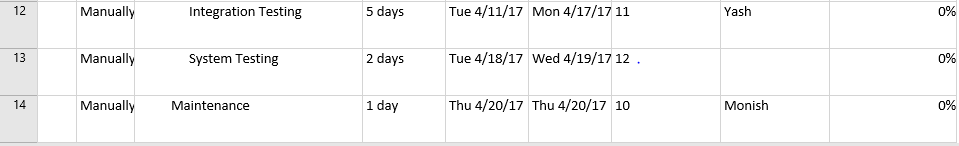 12 Manually Integration Testing 5 days Tue 4/11/17 Mon 4/17/17 11 Yash 0%
13 Manually System Testing 2 days Tue 4/18/17 Wed 4/19/17 12 . 0%
14 Manually Maintenance 1 day Thu 4/20/17 Thu 4/20/17 10 Monish 0%